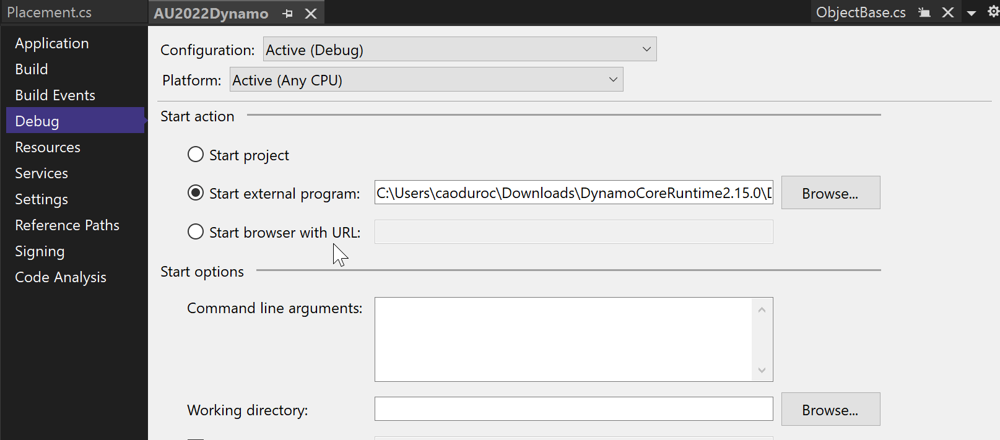 Placement.cs
AU2022Dynamo
ObjectBase.cs
Application
Build
Build Events
Debug
Resources
Services
Settings
Reference Paths
Signing
Code Analysis
Configuration: Active (Debug)
Platform: Active (Any CPU)
Start action
Start project
Start external program: C:\Users\caoduroc\Downloads\DynamoCoreRuntime2.15.0\ Browse...
Start browser with URL:
Start options
Command line arguments:
Working directory: Browse...